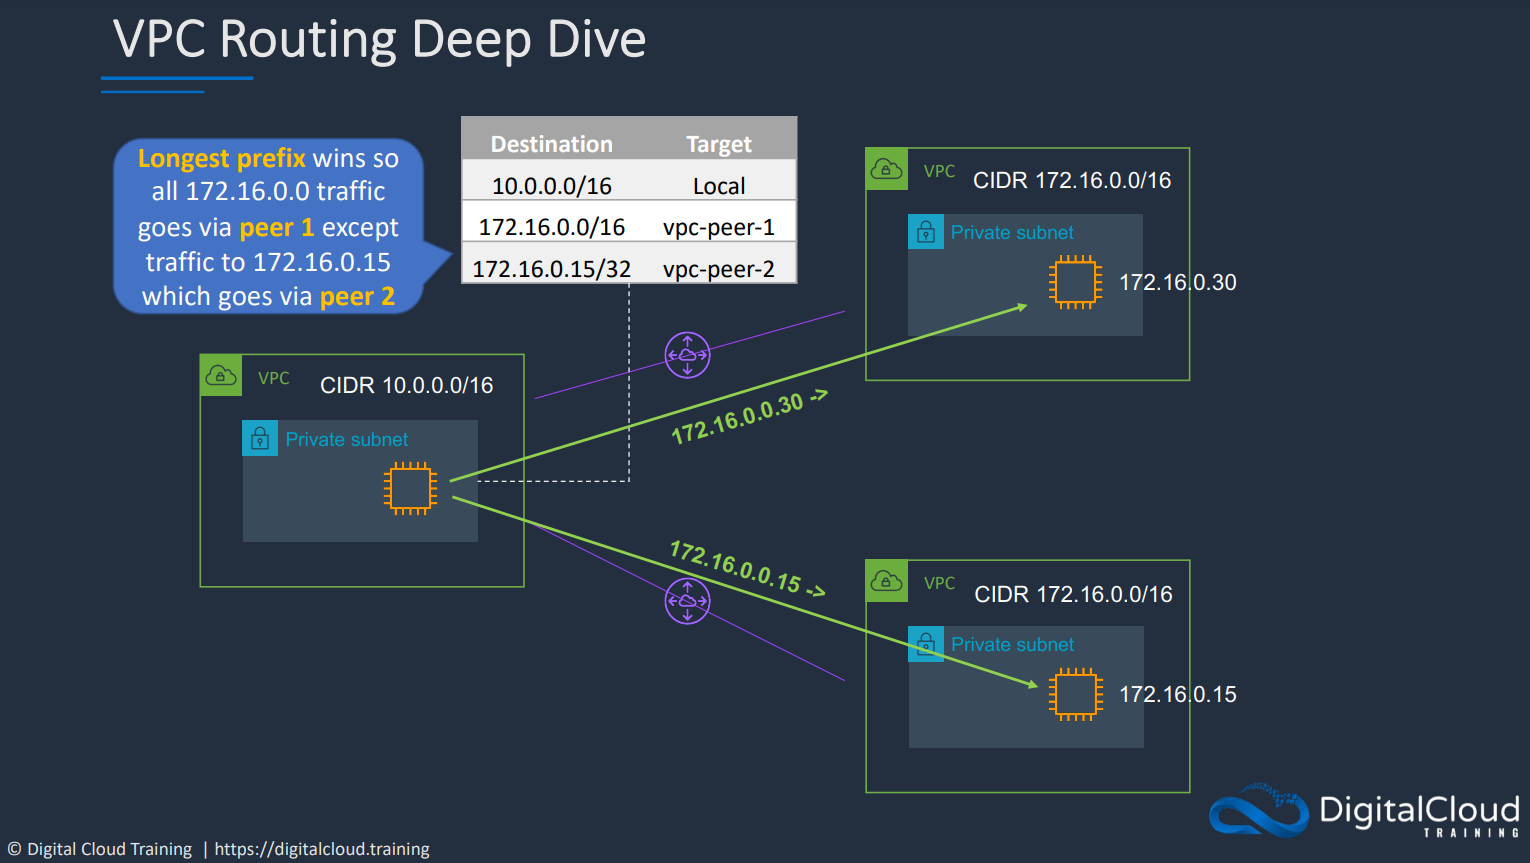 VPC Routing Deep Dive
Longest prefix wins so
all 172.16.0.0 traffic
goes via peer 1 except
traffic to 172.16.0.15
which goes via peer 2
Destination Target
10.0.0.0/16 Local
172.16.0.0/16 vpc-peer-1
172.16.0.15/32 vpc-peer-2
VPC CIDR 172.16.0.0/16
Private subnet
172.16.0.30
VPC CIDR 10.0.0.0/16
Private subnet
172.16.0.0.30 ->
172.16.0.0.15 ->
VPC CIDR 172.16.0.0/16
Private subnet
172.16.0.15
DigitalCloud
TRAINING
© Digital Cloud Training | https://digitalcloud.training